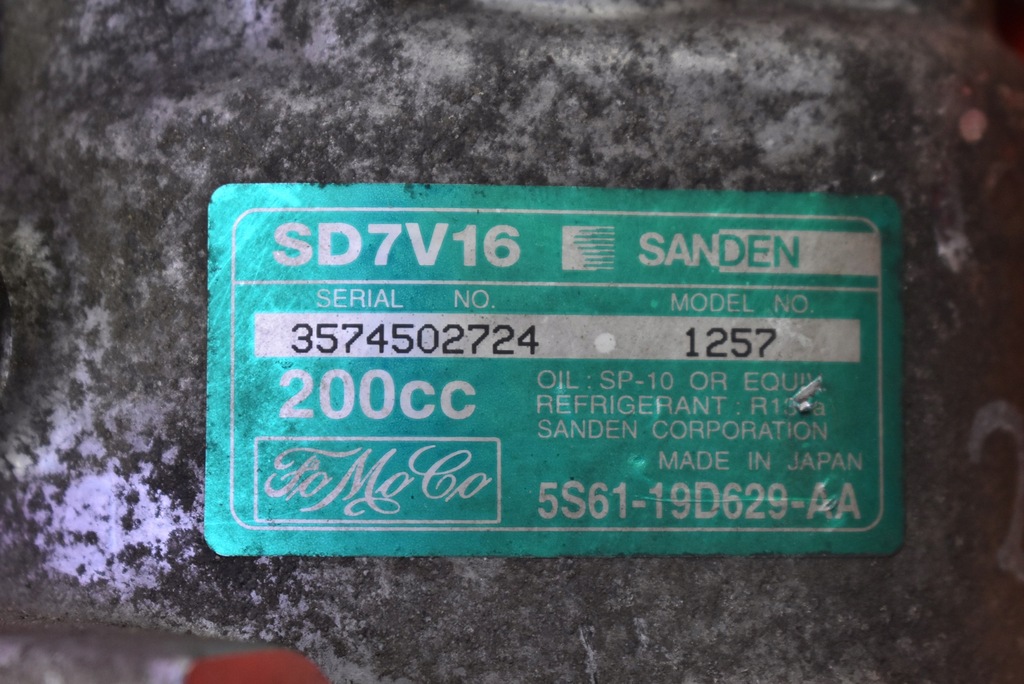 SD7V16 SANDEN
SERIAL NO. MODEL NO.
3574502724 1257
200cc
OIL : SP-10 OR EQUIV
REFRIGERANT : R134a
SANDEN CORPORATION
MADE IN JAPAN
FoMoCo
5S61-19D629-AA